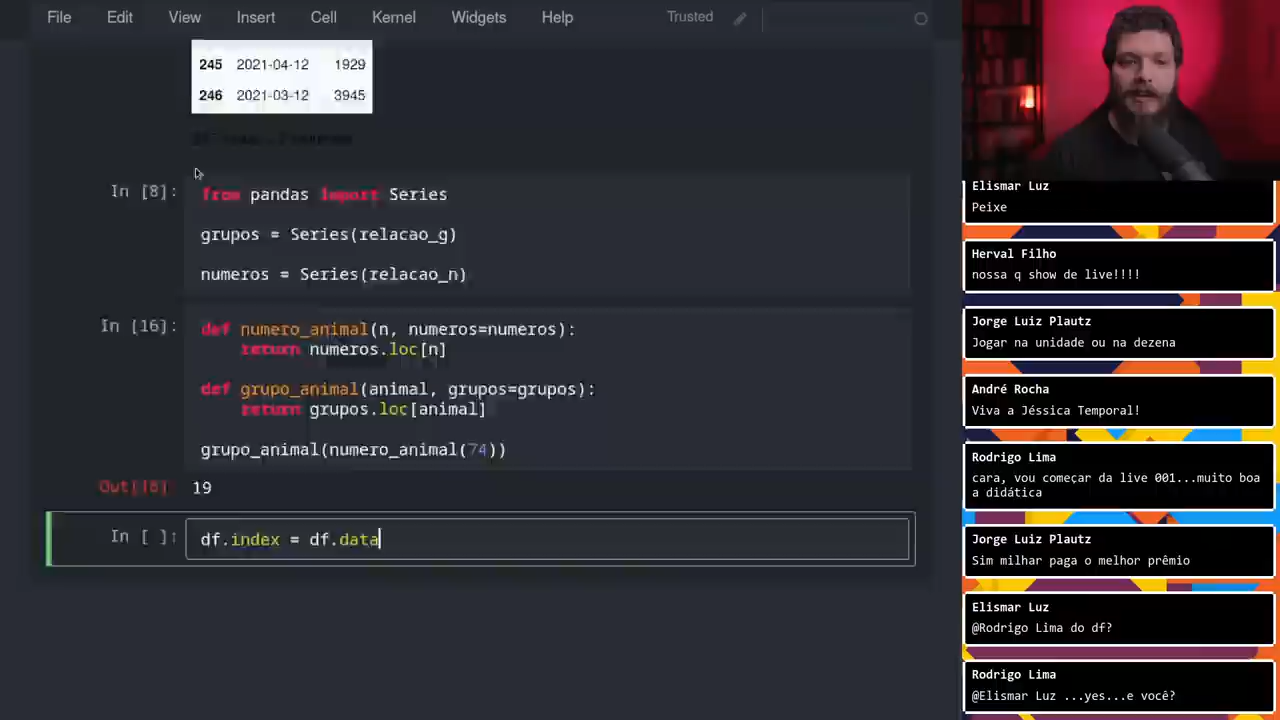 File Edit View Insert Cell Kernel Widgets Help Trusted
245 2021-04-12 1929
246 2021-03-12 3945
In [8]:
from pandas import Series
grupos = Series(relacao_g)
numeros = Series(relacao_n)
In [16]:
def numero_animal(n, numeros=numeros):
return numeros.loc[n]
def grupo_animal(animal, grupos=grupos):
return grupos.loc[animal]
grupo_animal(numero_animal(74))
19
In [ ]:
df.index = df.data
Elismar Luz
Peixe
Herval Filho
nossa q show de live!!!!
Jorge Luiz Plautz
Jogar na unidade ou na dezena
André Rocha
Viva a Jéssica Temporal!
Rodrigo Lima
cara, vou começar da live 001...muito boa
a didática
Jorge Luiz Plautz
Sim milhar paga o melhor prêmio
Elismar Luz
@Rodrigo Lima do df?
Rodrigo Lima
@Elismar Luz ...yes...e você?